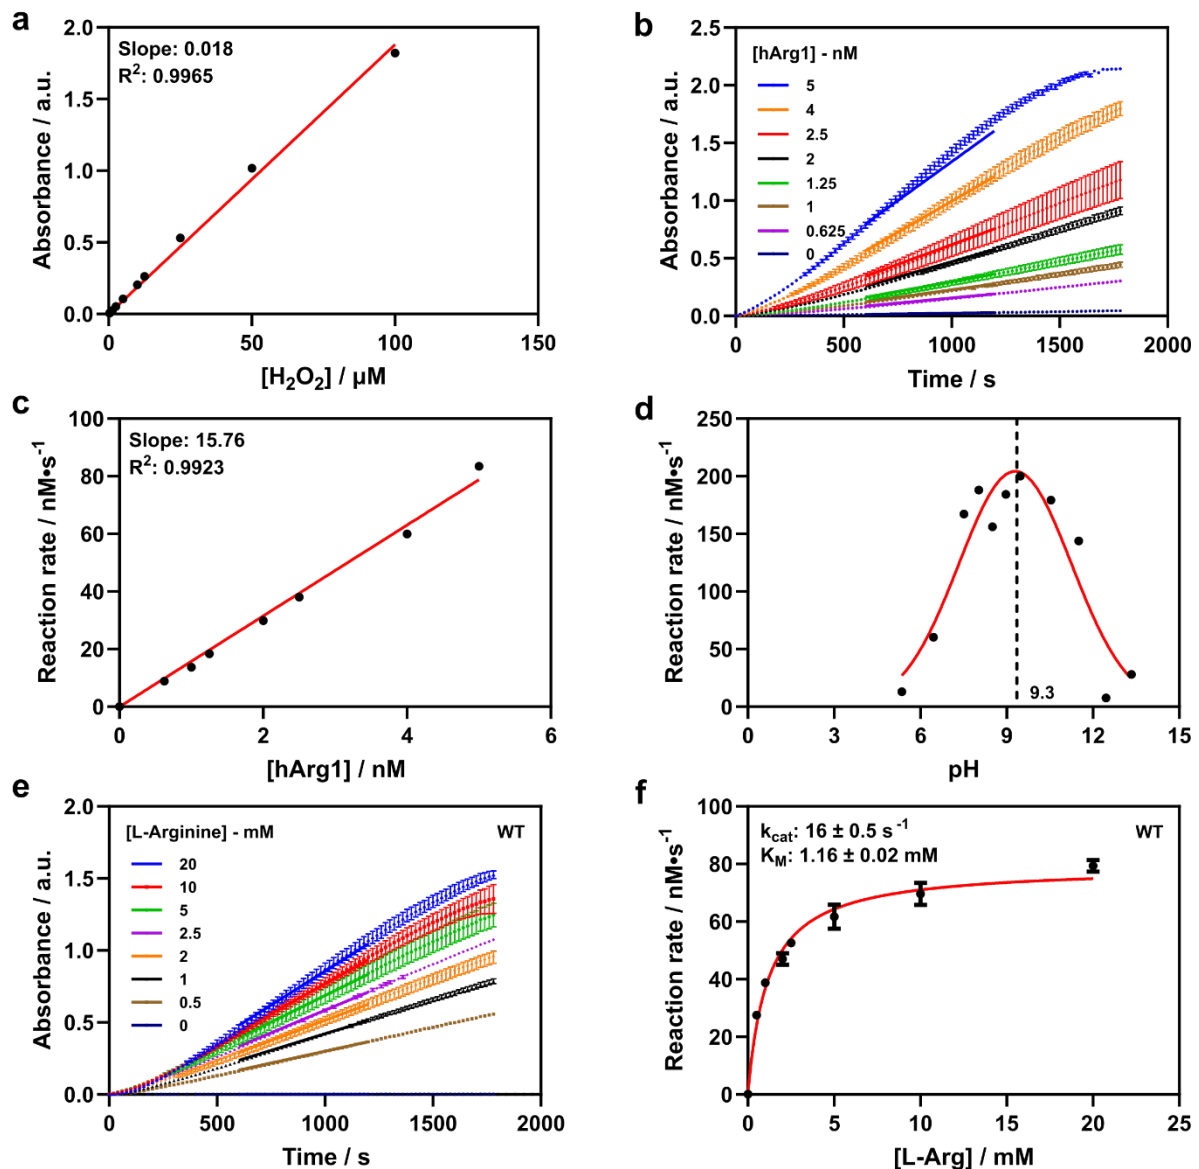 a
Slope: 0.018
R²: 0.9965
Absorbance / a.u.
2.0
1.5
1.0
0.5
0.0
0
50
100
150
[H₂O₂] / µM
b
[hArg1] - nM
5
4
2.5
2
1.25
1
0.625
0
Absorbance / a.u.
2.5
2.0
1.5
1.0
0.5
0.0
0
500
1000
1500
2000
Time / s
c
Slope: 15.76
R²: 0.9923
Reaction rate / nM•s⁻¹
100
80
60
40
20
0
0
2
4
6
[hArg1] / nM
d
Reaction rate / nM•s⁻¹
250
200
150
100
50
0
9.3
0
3
6
9
12
15
pH
e
[L-Arginine] - mM
WT
20
10
5
2.5
2
1
0.5
0
Absorbance / a.u.
2.0
1.5
1.0
0.5
0.0
0
500
1000
1500
2000
Time / s
f
k_cat: 16 ± 0.5 s⁻¹
K_M: 1.16 ± 0.02 mM
WT
Reaction rate / nM•s⁻¹
100
80
60
40
20
0
0
5
10
15
20
25
[L-Arg] / mM